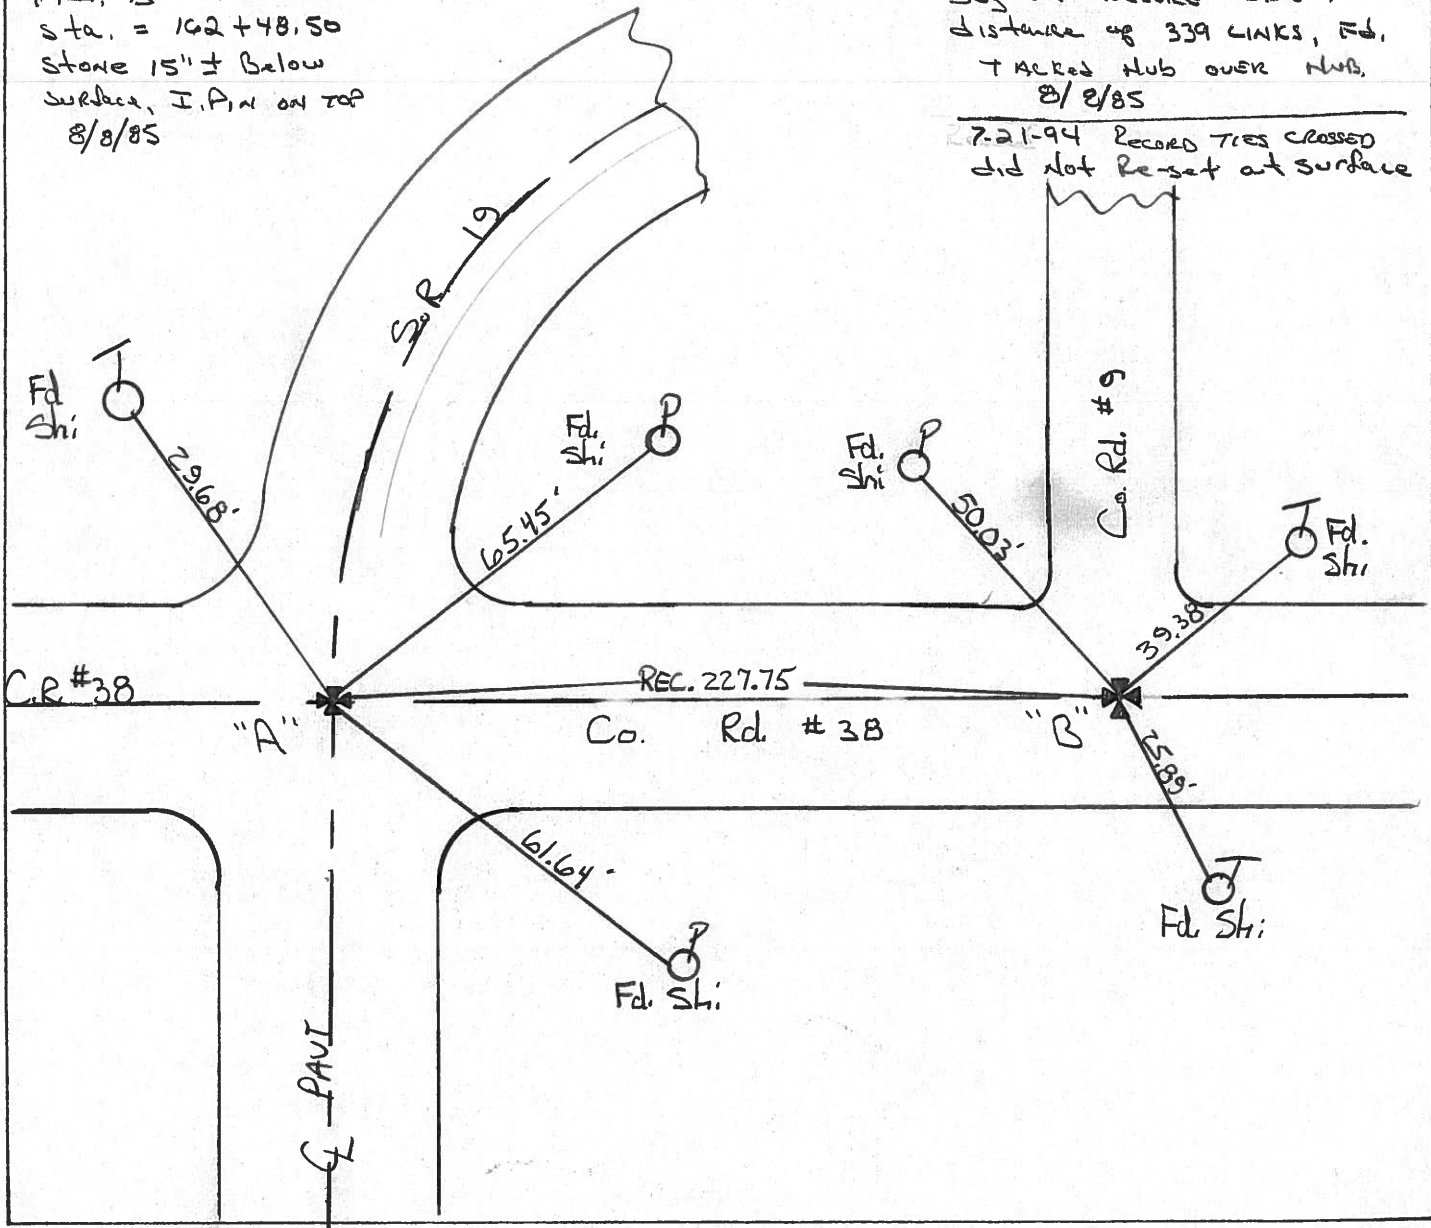 sta. = 162+48.50
Stone 15" ± Below
Surface, I.Pin on TOP
8/8/85
distance of 339 LINKS, Fd.
TACKed Hub OVER Hub.
8/8/85
7-21-94 RECORD TIES CROSSED
did Not Re-set at surface
S.R. 19
Co. Rd. #9
T
Fd
Shi
29.68'
P
Fd.
Shi
65.45'
P
Fd.
Shi
50.03'
T
Fd.
Shi
39.38
C.R. #38
"A"
REC. 227.75
Co. Rd. #38
"B"
25.89'
61.64'
T
Fd. Shi
P
Fd. Shi
CL PAVT